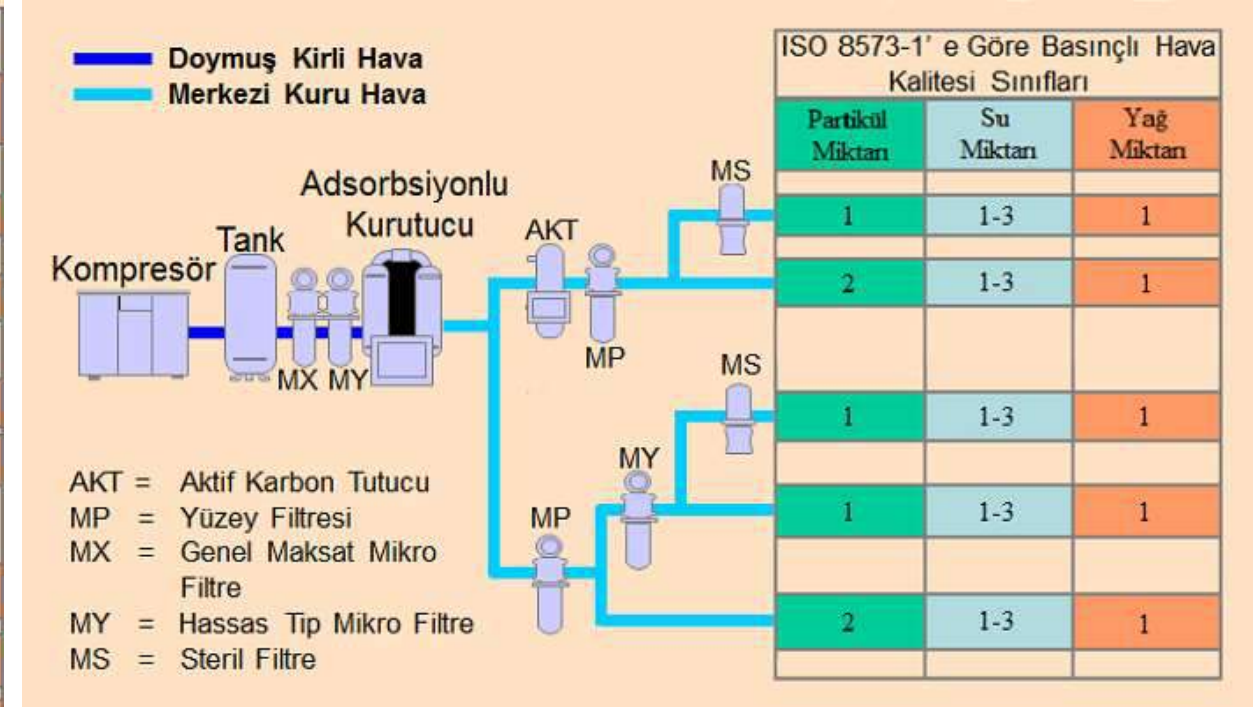 Doymuş Kirli Hava
Merkezi Kuru Hava
ISO 8573-1' e Göre Basınçlı Hava
Kalitesi Sınıfları
Partikül
Miktarı
Su
Miktarı
Yağ
Miktarı
Kompresör
Tank
MX
MY
Adsorbsiyonlu
Kurutucu
AKT
MP
MS
1 1-3 1
2 1-3 1
MS
1 1-3 1
MY
1 1-3 1
MP
2 1-3 1
AKT = Aktif Karbon Tutucu
MP = Yüzey Filtresi
MX = Genel Maksat Mikro
Filtre
MY = Hassas Tip Mikro Filtre
MS = Steril Filtre